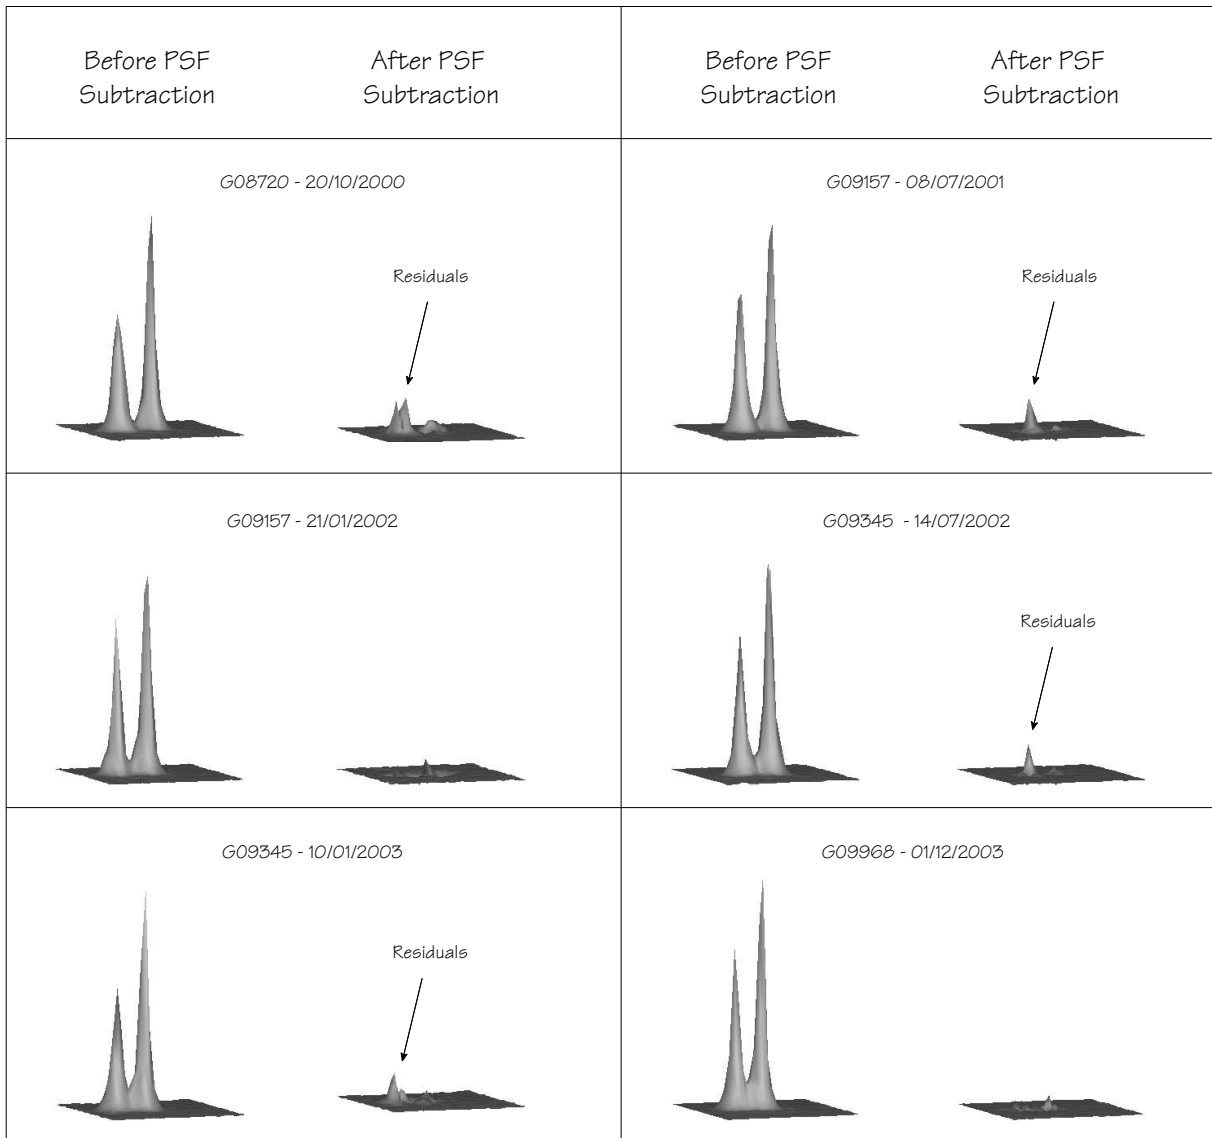 Before PSF
Subtraction
After PSF
Subtraction
Before PSF
Subtraction
After PSF
Subtraction
G08720 - 20/10/2000
Residuals
G09157 - 08/07/2001
Residuals
G09157 - 21/01/2002
G09345 - 14/07/2002
Residuals
G09345 - 10/01/2003
Residuals
G09968 - 01/12/2003